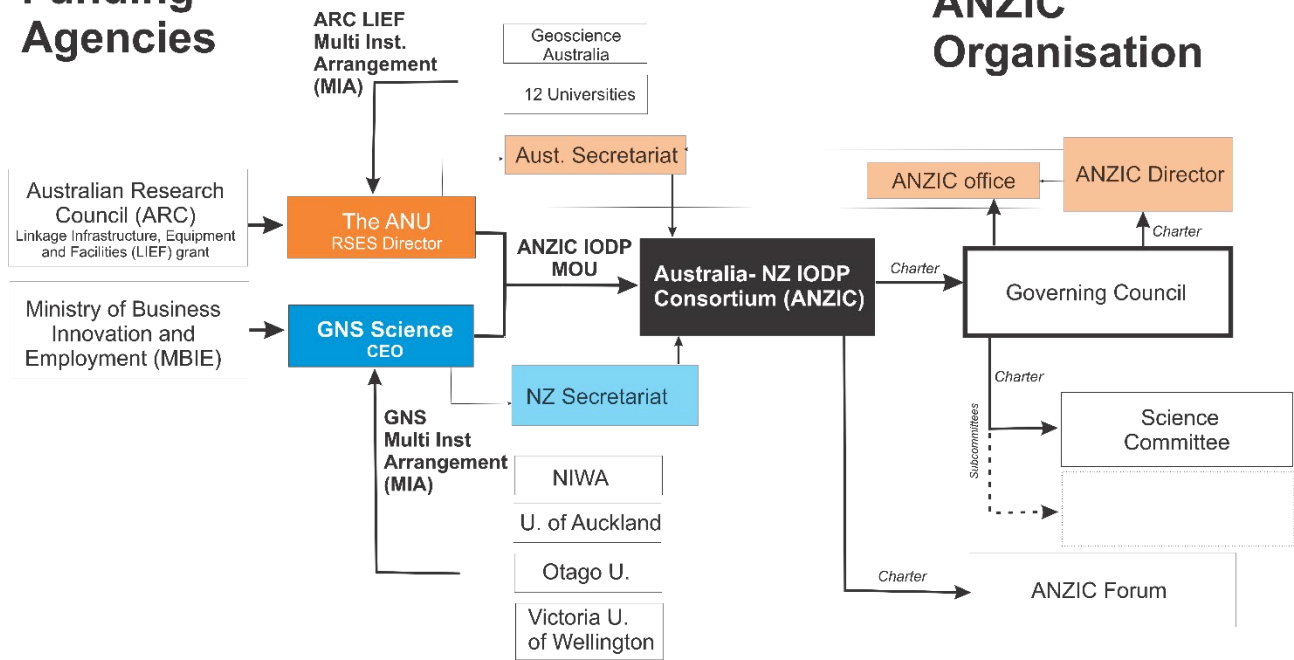 Funding
Agencies
ARC LIEF
Multi Inst.
Arrangement
(MIA)
Geoscience
Australia
12 Universities
ANZIC
Organisation
Aust. Secretariat
ANZIC office
ANZIC Director
Australian Research
Council (ARC)
Linkage Infrastructure, Equipment
and Facilities (LIEF) grant
The ANU
RSES Director
ANZIC IODP
MOU
Australia- NZ IODP
Consortium (ANZIC)
Charter
Charter
Governing Council
Ministry of Business
Innovation and
Employment (MBIE)
GNS Science
CEO
NZ Secretariat
GNS
Multi Inst
Arrangement
(MIA)
NIWA
U. of Auckland
Otago U.
Victoria U.
of Wellington
Charter
Subcommittees
Science
Committee
Charter
ANZIC Forum